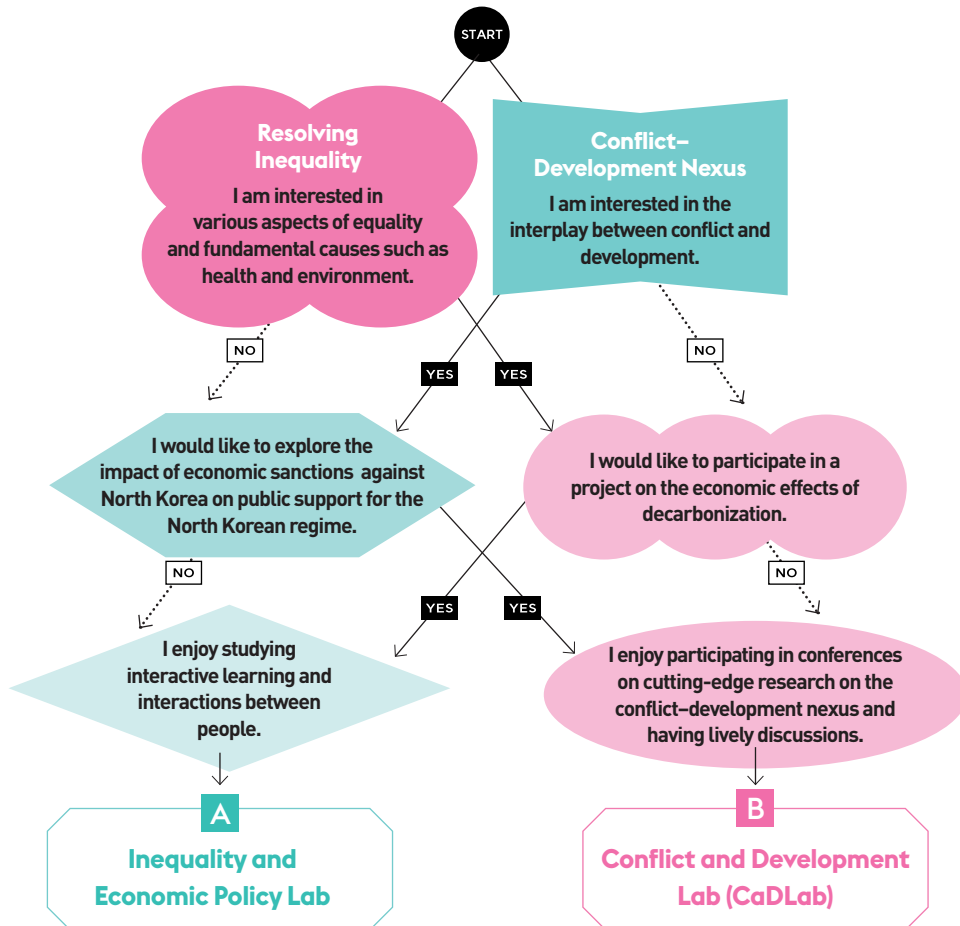 START
Resolving
Inequality
I am interested in
various aspects of equality
and fundamental causes such as
health and environment.
Conflict–
Development Nexus
I am interested in the
interplay between conflict and
development.
NO
YES
YES
NO
I would like to explore the
impact of economic sanctions against
North Korea on public support for the
North Korean regime.
I would like to participate in a
project on the economic effects of
decarbonization.
NO
YES
YES
NO
I enjoy studying
interactive learning and
interactions between
people.
I enjoy participating in conferences
on cutting-edge research on the
conflict–development nexus and
having lively discussions.
A
Inequality and
Economic Policy Lab
B
Conflict and Development
Lab (CaDLab)